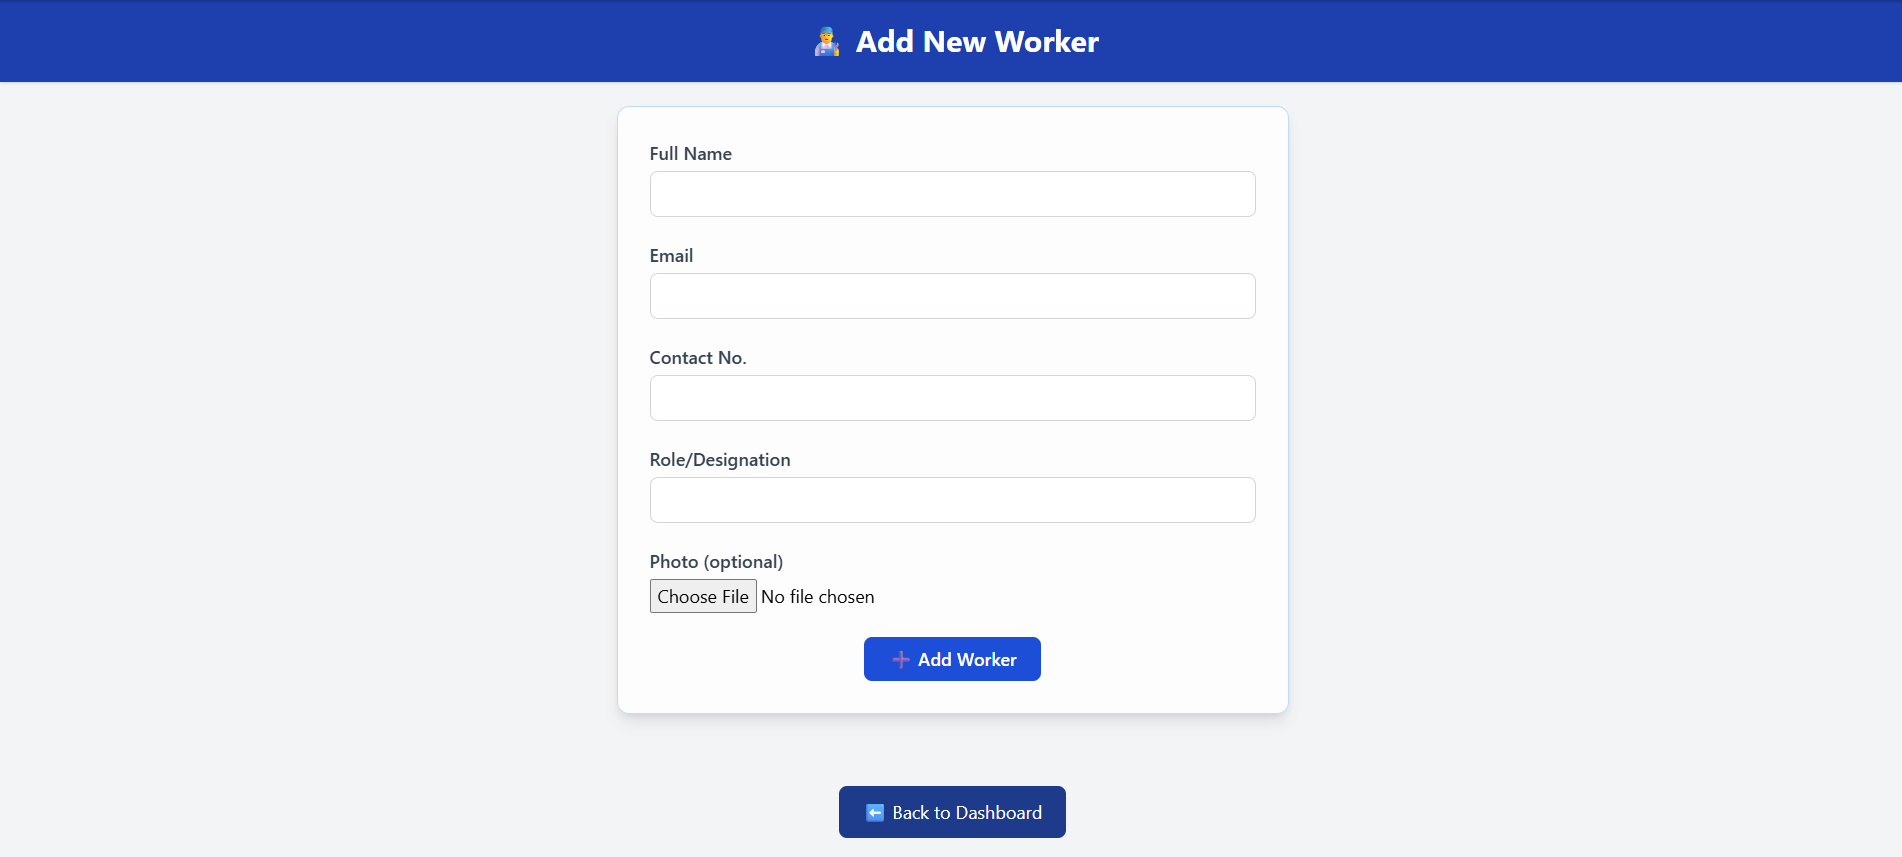 Add New Worker
Full Name
Email
Contact No.
Role/Designation
Photo (optional)
Choose File No file chosen
➕ Add Worker
⬅️ Back to Dashboard